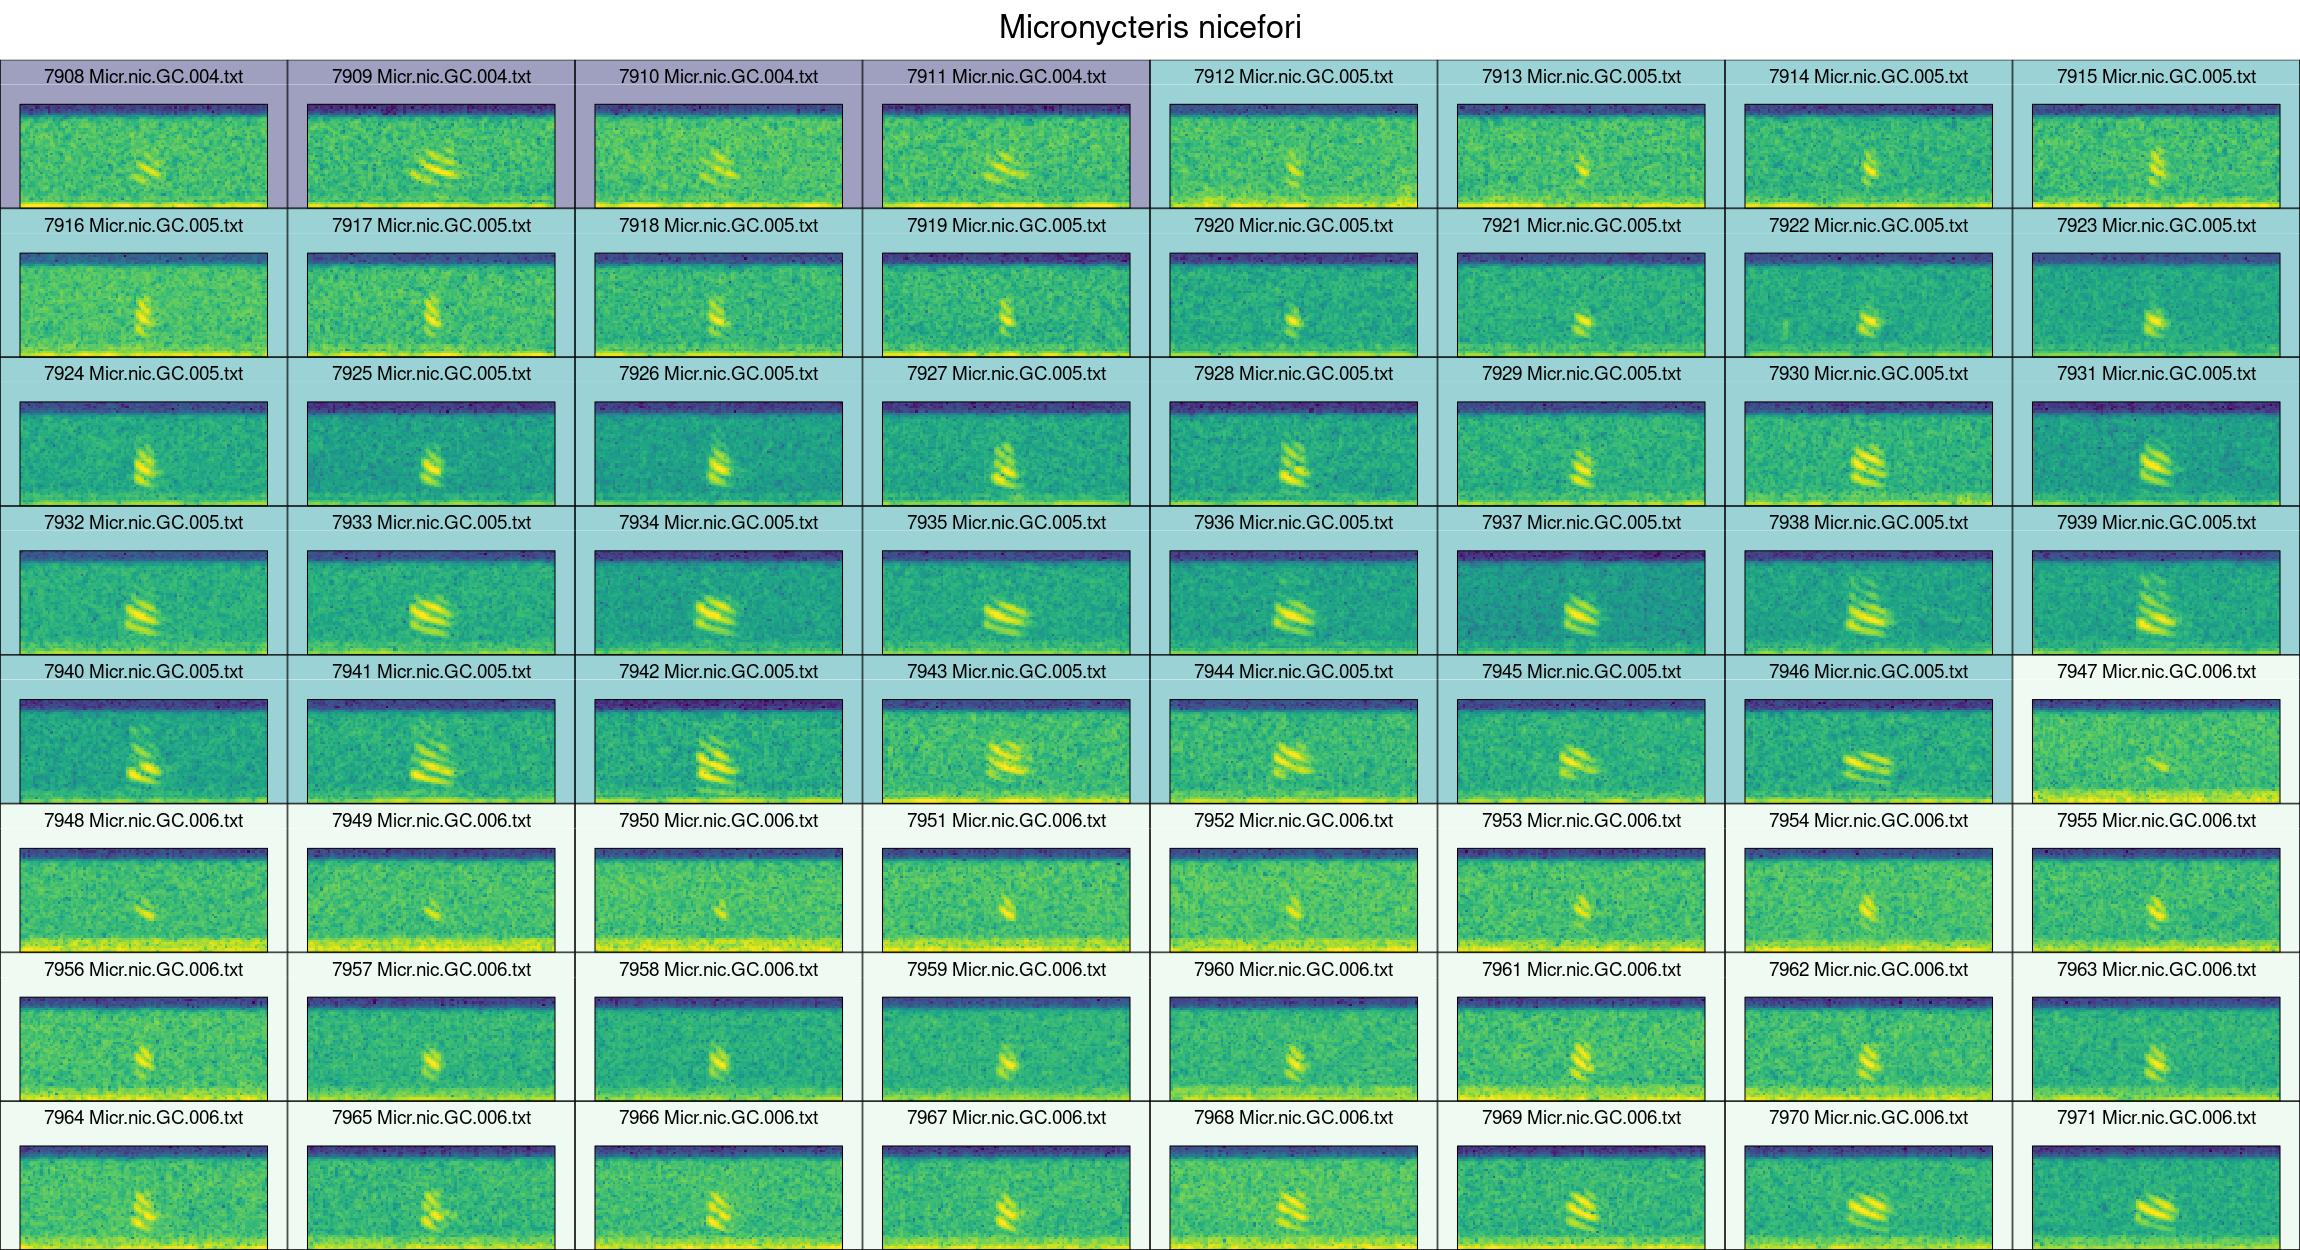 Micronycteris nicefori
7908 Micr.nic.GC.004.txt 7909 Micr.nic.GC.004.txt 7910 Micr.nic.GC.004.txt 7911 Micr.nic.GC.004.txt 7912 Micr.nic.GC.005.txt 7913 Micr.nic.GC.005.txt 7914 Micr.nic.GC.005.txt 7915 Micr.nic.GC.005.txt
7916 Micr.nic.GC.005.txt 7917 Micr.nic.GC.005.txt 7918 Micr.nic.GC.005.txt 7919 Micr.nic.GC.005.txt 7920 Micr.nic.GC.005.txt 7921 Micr.nic.GC.005.txt 7922 Micr.nic.GC.005.txt 7923 Micr.nic.GC.005.txt
7924 Micr.nic.GC.005.txt 7925 Micr.nic.GC.005.txt 7926 Micr.nic.GC.005.txt 7927 Micr.nic.GC.005.txt 7928 Micr.nic.GC.005.txt 7929 Micr.nic.GC.005.txt 7930 Micr.nic.GC.005.txt 7931 Micr.nic.GC.005.txt
7932 Micr.nic.GC.005.txt 7933 Micr.nic.GC.005.txt 7934 Micr.nic.GC.005.txt 7935 Micr.nic.GC.005.txt 7936 Micr.nic.GC.005.txt 7937 Micr.nic.GC.005.txt 7938 Micr.nic.GC.005.txt 7939 Micr.nic.GC.005.txt
7940 Micr.nic.GC.005.txt 7941 Micr.nic.GC.005.txt 7942 Micr.nic.GC.005.txt 7943 Micr.nic.GC.005.txt 7944 Micr.nic.GC.005.txt 7945 Micr.nic.GC.005.txt 7946 Micr.nic.GC.005.txt 7947 Micr.nic.GC.006.txt
7948 Micr.nic.GC.006.txt 7949 Micr.nic.GC.006.txt 7950 Micr.nic.GC.006.txt 7951 Micr.nic.GC.006.txt 7952 Micr.nic.GC.006.txt 7953 Micr.nic.GC.006.txt 7954 Micr.nic.GC.006.txt 7955 Micr.nic.GC.006.txt
7956 Micr.nic.GC.006.txt 7957 Micr.nic.GC.006.txt 7958 Micr.nic.GC.006.txt 7959 Micr.nic.GC.006.txt 7960 Micr.nic.GC.006.txt 7961 Micr.nic.GC.006.txt 7962 Micr.nic.GC.006.txt 7963 Micr.nic.GC.006.txt
7964 Micr.nic.GC.006.txt 7965 Micr.nic.GC.006.txt 7966 Micr.nic.GC.006.txt 7967 Micr.nic.GC.006.txt 7968 Micr.nic.GC.006.txt 7969 Micr.nic.GC.006.txt 7970 Micr.nic.GC.006.txt 7971 Micr.nic.GC.006.txt